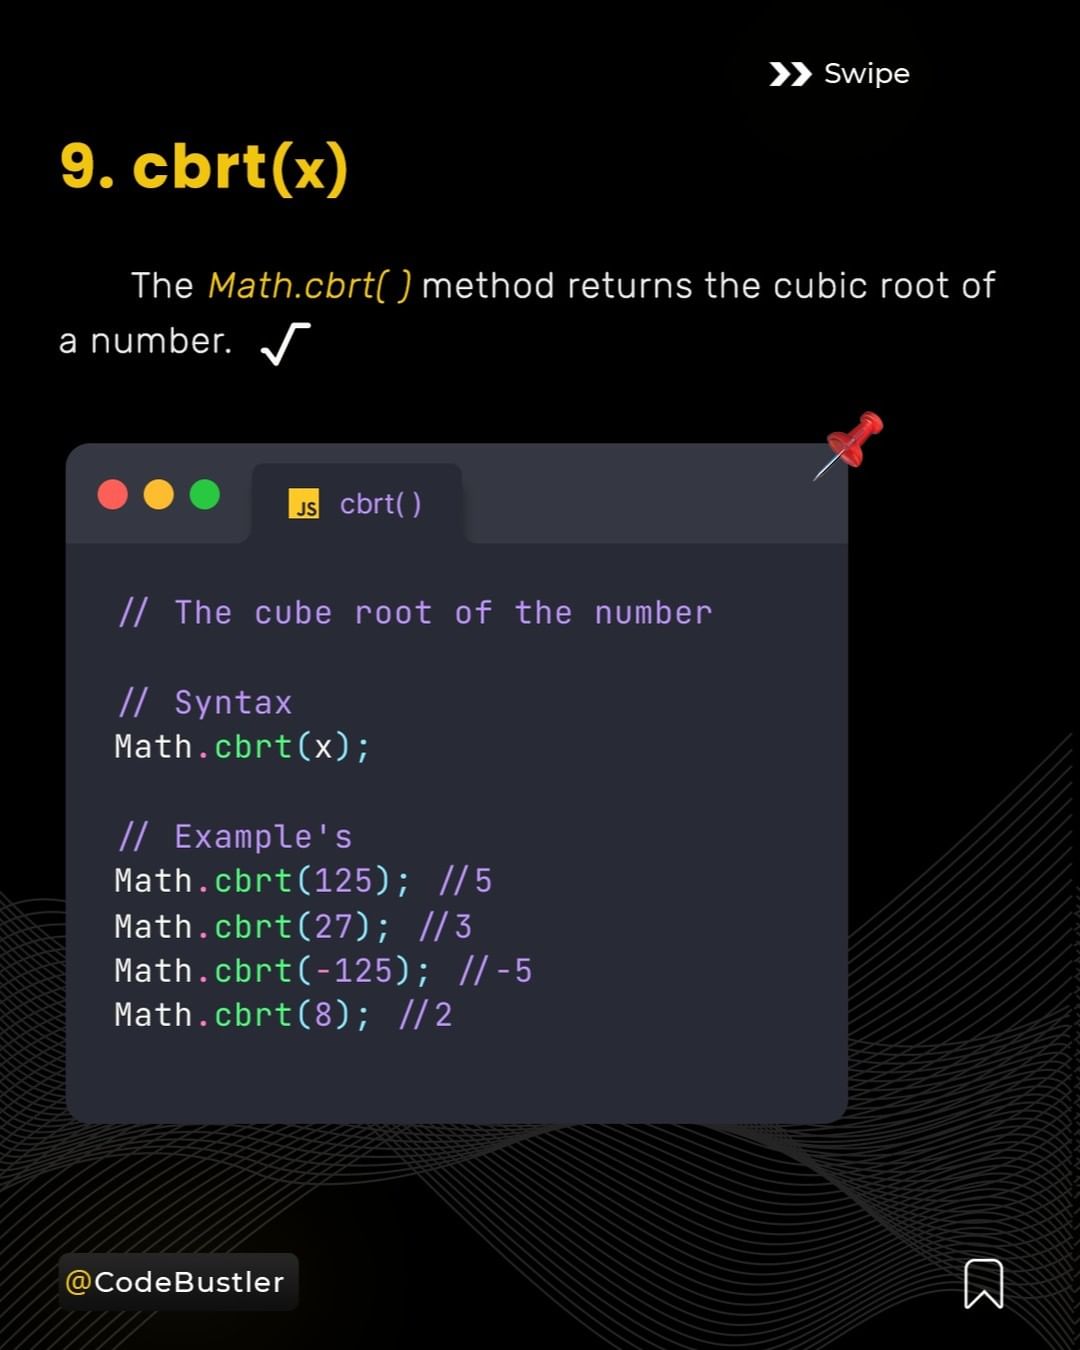 Swipe
9. cbrt(x)
The Math.cbrt( ) method returns the cubic root of
a number. √
JS cbrt( )
// The cube root of the number
// Syntax
Math.cbrt(x);
// Example's
Math.cbrt(125); //5
Math.cbrt(27); //3
Math.cbrt(-125); //-5
Math.cbrt(8); //2
@CodeBustler